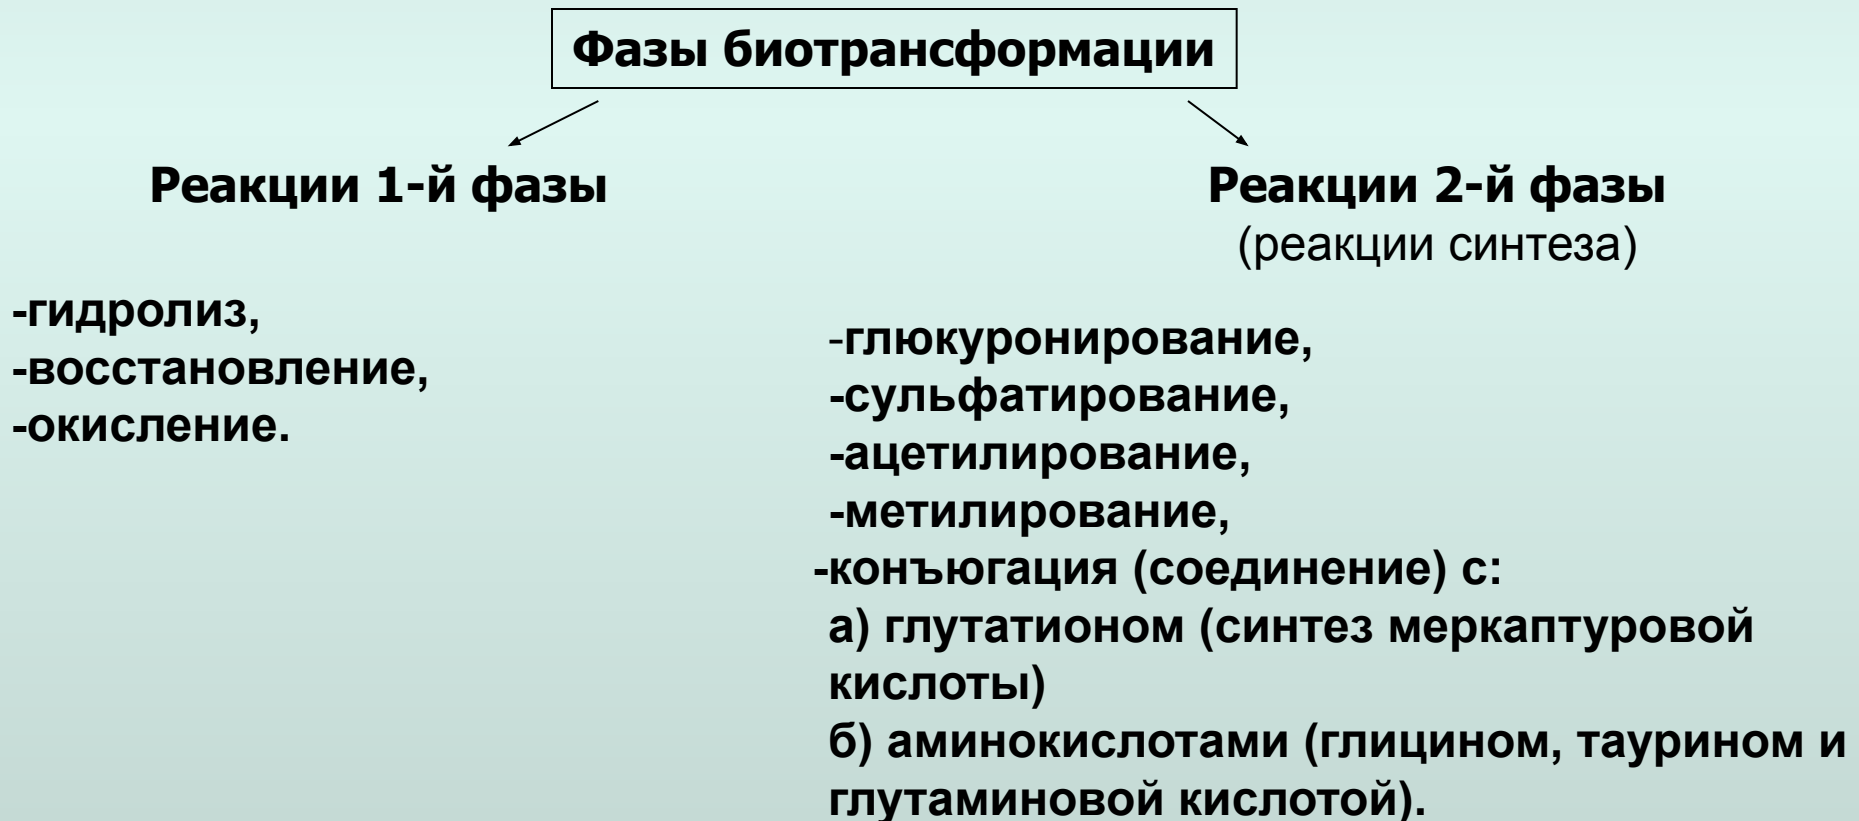 Фазы биотрансформации
Реакции 1-й фазы
-гидролиз,
-восстановление,
-окисление.
Реакции 2-й фазы
(реакции синтеза)
-глюкуронирование,
-сульфатирование,
-ацетилирование,
-метилирование,
-конъюгация (соединение) с:
а) глутатионом (синтез меркаптуровой
кислоты)
б) аминокислотами (глицином, таурином и
глутаминовой кислотой).